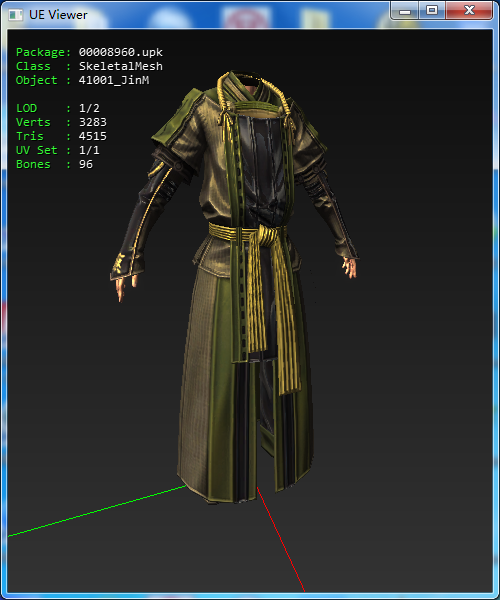 UE Viewer
Package: 00008960.upk
Class  : SkeletalMesh
Object : 41001_JinM
LOD    : 1/2
Verts  : 3283
Tris   : 4515
UV Set : 1/1
Bones  : 96